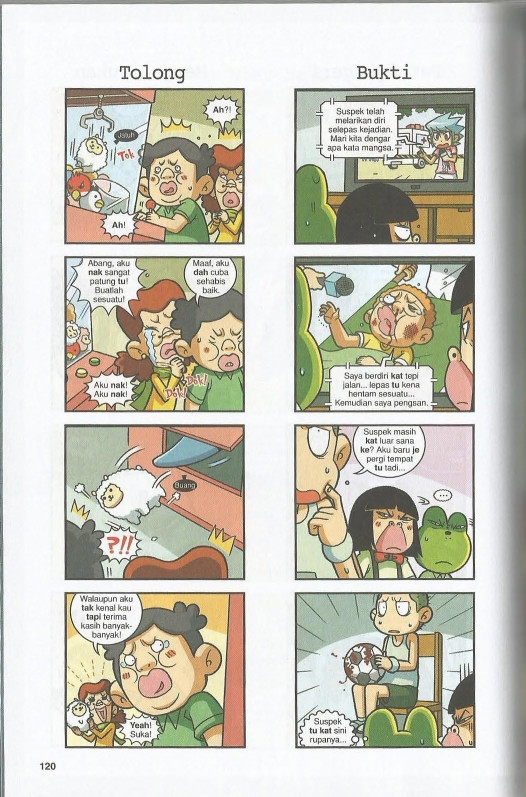 Tolong
Ah?!
Jatuh
Tok
Ah!
Abang, aku
nak sangat
patung tu!
Buatlah
sesuatu!
Maaf, aku
dah cuba
sehabis
baik.
Aku nak!
Aku nak!
Dok!
Dok!
Buang
?!!
Walaupun aku
tak kenal kau
tapi terima
kasih banyak-
banyak!
Yeah!
Suka!
Bukti
Suspek telah
melarikan diri
selepas kejadian.
Mari kita dengar
apa kata mangsa.
Saya berdiri kat tepi
jalan... lepas tu kena
hentam sesuatu...
Kemudian saya pengsan.
Suspek masih
kat luar sana
ke? Aku baru je
pergi tempat
tu tadi...
...
Suspek
tu kat sini
rupanya...
120